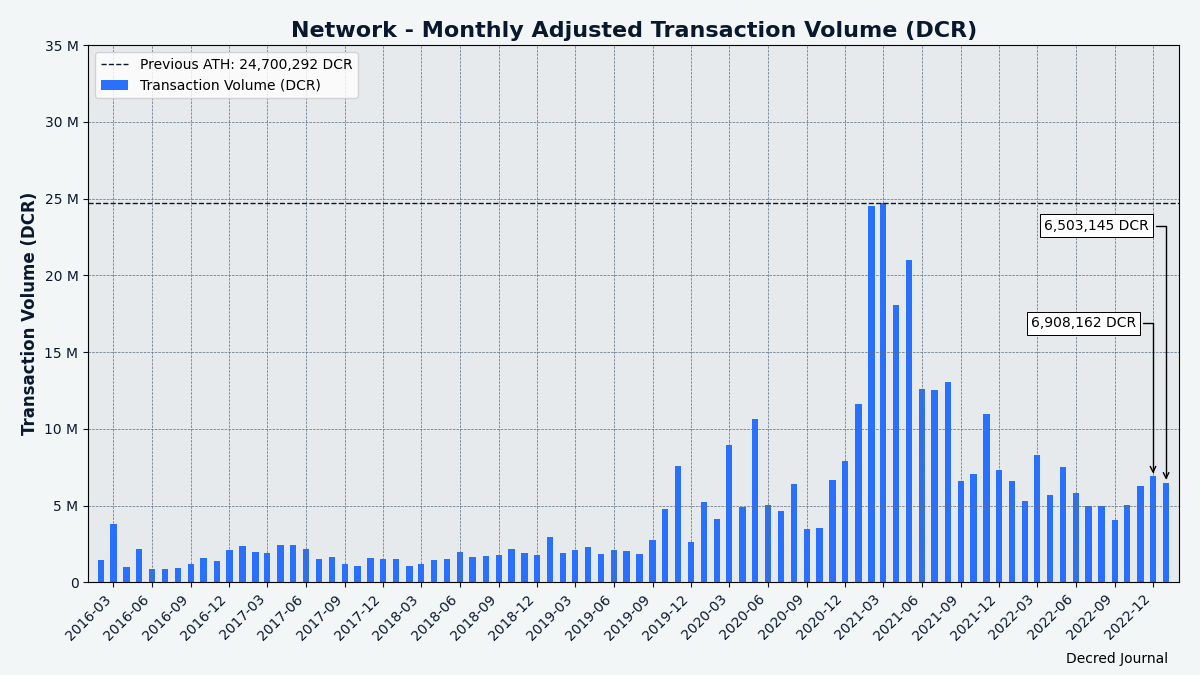 Network - Monthly Adjusted Transaction Volume (DCR)
Previous ATH: 24,700,292 DCR
Transaction Volume (DCR)
Transaction Volume (DCR)
35 M
30 M
25 M
20 M
15 M
10 M
5 M
0
6,503,145 DCR
6,908,162 DCR
2016-03
2016-06
2016-09
2016-12
2017-03
2017-06
2017-09
2017-12
2018-03
2018-06
2018-09
2018-12
2019-03
2019-06
2019-09
2019-12
2020-03
2020-06
2020-09
2020-12
2021-03
2021-06
2021-09
2021-12
2022-03
2022-06
2022-09
2022-12
Decred Journal